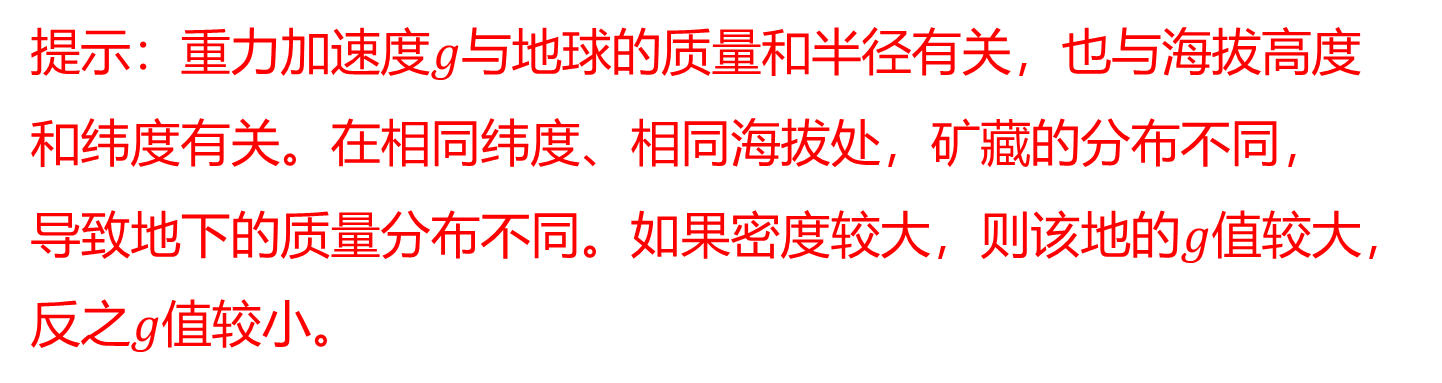 提示：重力加速度g与地球的质量和半径有关，也与海拔高度
和纬度有关。在相同纬度、相同海拔处，矿藏的分布不同，
导致地下的质量分布不同。如果密度较大，则该地的g值较大，
反之g值较小。